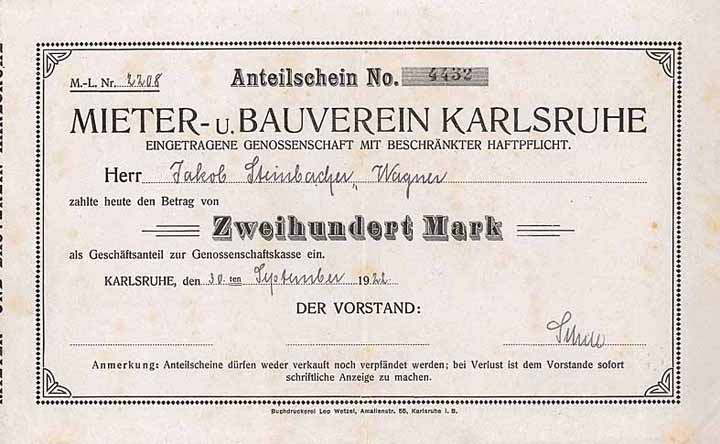 M.-L. Nr. 2208 Anteilschein No. 4432
MIETER- U. BAUVEREIN KARLSRUHE
EINGETRAGENE GENOSSENSCHAFT MIT BESCHRÄNKTER HAFTPFLICHT.
Herr Jakob Steinbacher, Wagner
zahlte heute den Betrag von
Zweihundert Mark
als Geschäftsanteil zur Genossenschaftskasse ein.
KARLSRUHE, den 30.ten September 1922
DER VORSTAND:
Anmerkung: Anteilscheine dürfen weder verkauft noch verpfändet werden; bei Verlust ist dem Vorstande sofort
schriftliche Anzeige zu machen.
Buchdruckerei Leo Wetzel, Amalienstr. 55, Karlsruhe i. B.